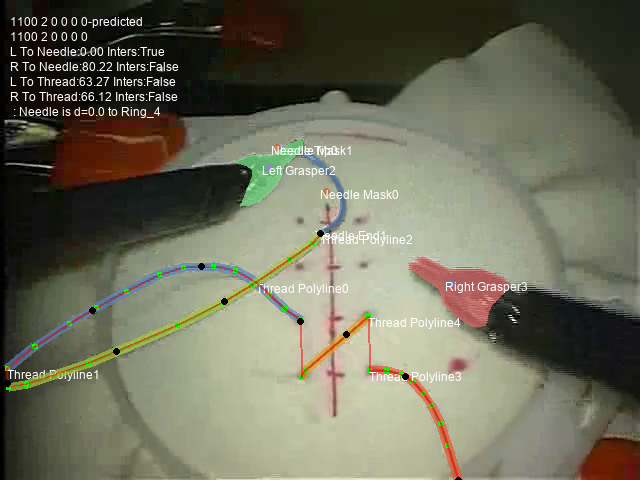 1100 2 0 0 0 0-predicted
1100 2 0 0 0 0
L To Needle:0.00 Inters:True
R To Needle:80.22 Inters:False
L To Thread:63.27 Inters:False
R To Thread:66.12 Inters:False
: Needle is d=0.0 to Ring_4
Left Grasper2
Needle Mask0
Thread Polyline2
Thread Polyline0
Right Grasper3
Thread Polyline4
Thread Polyline1
Thread Polyline3